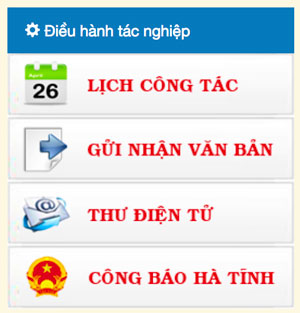 Điều hành tác nghiệp
April
26
LỊCH CÔNG TÁC
GỬI NHẬN VĂN BẢN
@
THƯ ĐIỆN TỬ
CÔNG BÁO HÀ TĨNH